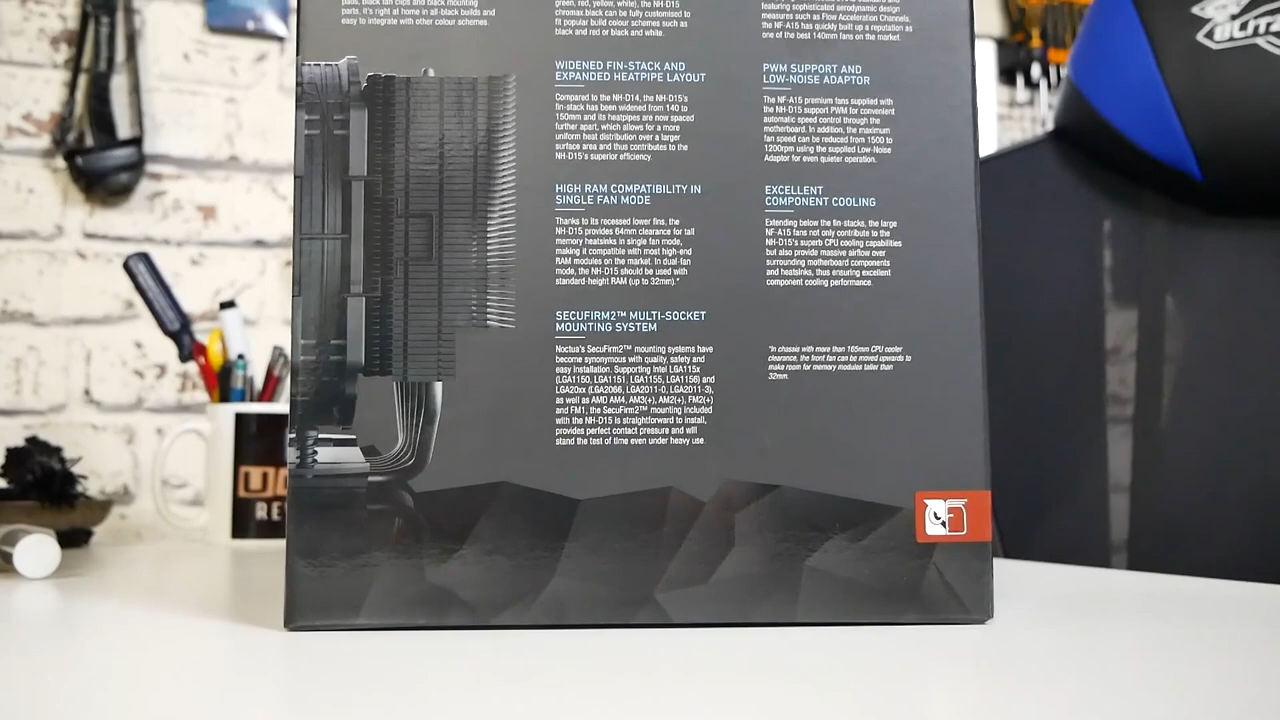 pads, black fan clips and black mounting
parts, it's right at home in all-black builds and
easy to integrate with other colour schemes.
green, red, yellow, white), the NH-D15
chromax.black can be fully customised to
fit popular build colour schemes such as
black and red or black and white.
WIDENED FIN-STACK AND
EXPANDED HEATPIPE LAYOUT
Compared to the NH-D14, the NH-D15's
fin-stack has been widened from 140 to
150mm and its heatpipes are now spaced
further apart, which allows for a more
uniform heat distribution over a larger
surface area and thus contributes to the
NH-D15's superior efficiency.
HIGH RAM COMPATIBILITY IN
SINGLE FAN MODE
Thanks to its recessed lower fins, the
NH-D15 provides 64mm clearance for tall
memory heatsinks in single fan mode,
making it compatible with most high-end
RAM modules on the market. In dual-fan
mode, the NH-D15 should be used with
standard-height RAM (up to 32mm).*
SECUFIRM2™ MULTI-SOCKET
MOUNTING SYSTEM
Noctua's SecuFirm2™ mounting systems have
become synonymous with quality, safety and
easy installation. Supporting Intel LGA115x
(LGA1150, LGA1151, LGA1155, LGA1156) and
LGA20xx (LGA2066, LGA2011-0, LGA2011-3),
as well as AMD AM4, AM3(+), AM2(+), FM2(+)
and FM1, the SecuFirm2™ mounting included
with the NH-D15 is straightforward to install,
provides perfect contact pressure and will
stand the test of time even under heavy use.
featuring sophisticated aerodynamic design
measures such as Flow Acceleration Channels,
the NF-A15 has quickly built up a reputation as
one of the best 140mm fans on the market.
PWM SUPPORT AND
LOW-NOISE ADAPTOR
The NF-A15 premium fans supplied with
the NH-D15 support PWM for convenient
automatic speed control through the
motherboard. In addition, the maximum
fan speed can be reduced from 1500 to
1200rpm using the supplied Low-Noise
Adaptor for even quieter operation.
EXCELLENT
COMPONENT COOLING
Extending below the fin-stacks, the large
NF-A15 fans not only contribute to the
NH-D15's superb CPU cooling capabilities
but also provide massive airflow over
surrounding motherboard components
and heatsinks, thus ensuring excellent
component cooling performance.
*In chassis with more than 165mm CPU cooler
clearance, the front fan can be moved upwards to
make room for memory modules taller than
32mm.
BLITZ